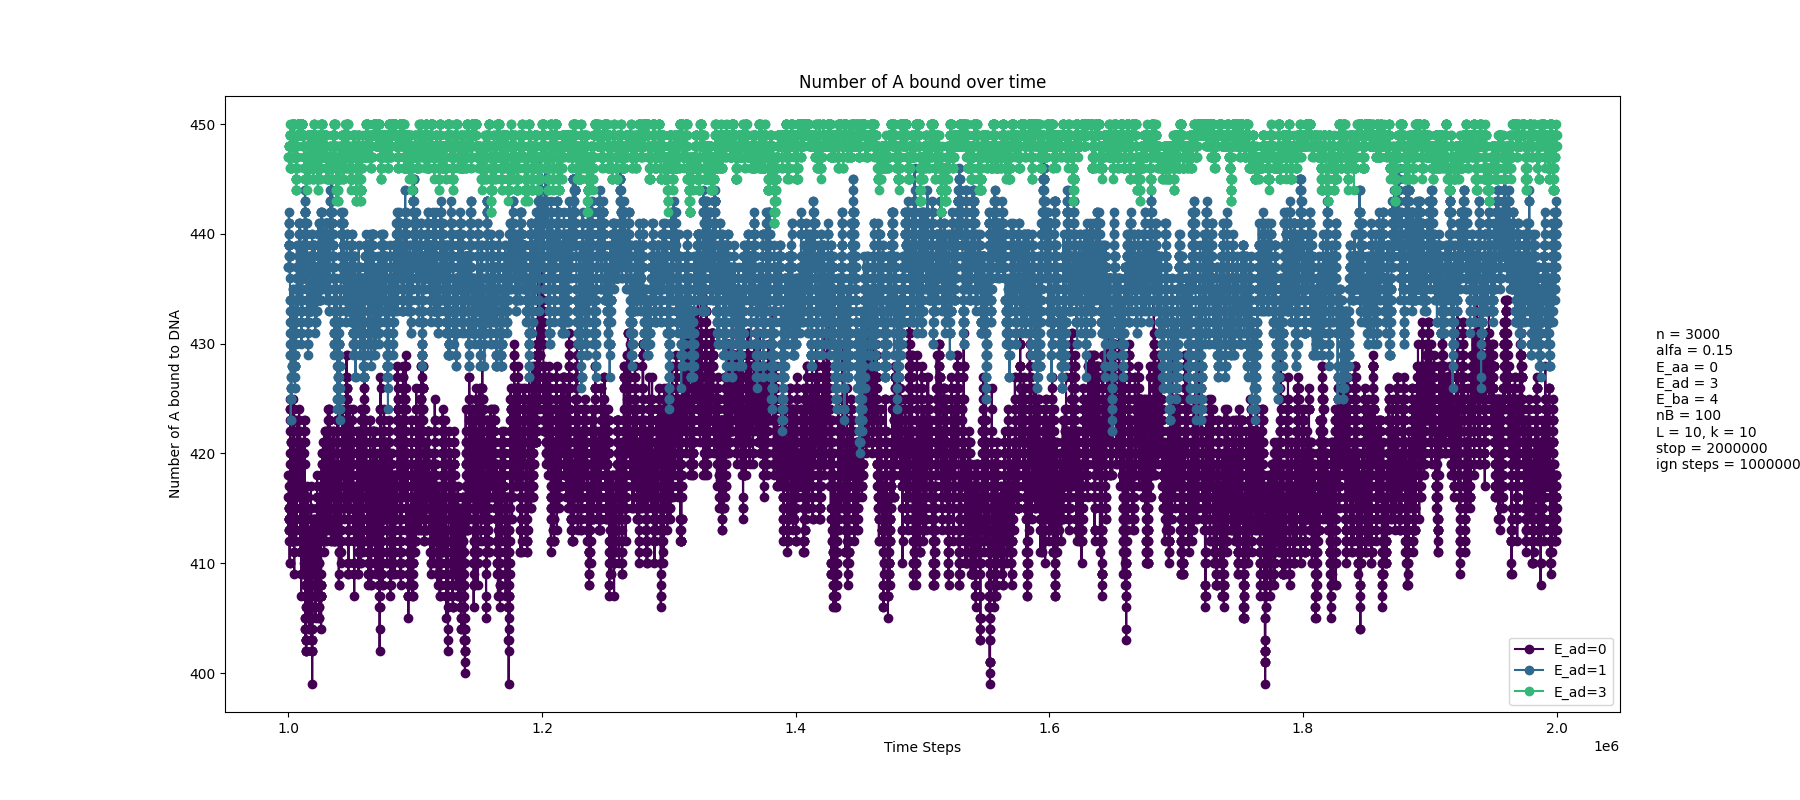 Number of A bound over time
Number of A bound to DNA
450
440
430
420
410
400
1.0
1.2
1.4
1.6
1.8
2.0
1e6
Time Steps
E_ad=0
E_ad=1
E_ad=3
n = 3000
alfa = 0.15
E_aa = 0
E_ad = 3
E_ba = 4
nB = 100
L = 10, k = 10
stop = 2000000
ign steps = 1000000